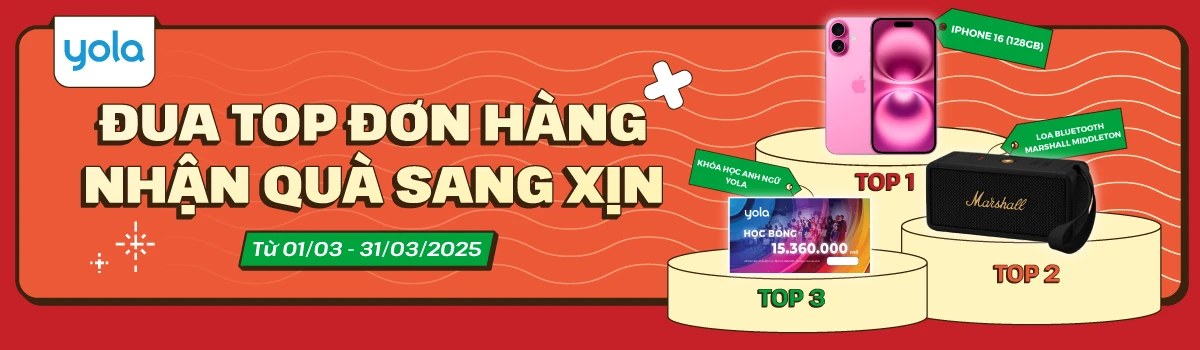 yola
ĐUA TOP ĐƠN HÀNG
NHẬN QUÀ SANG XỊN
Từ 01/03 - 31/03/2025
IPHONE 16 (128GB)
TOP 1
LOA BLUETOOTH
MARSHALL MIDDLETON
Marshall
TOP 2
KHÓA HỌC ANH NGỮ
YOLA
yola
HỌC BỔNG
15.360.000
TOP 3